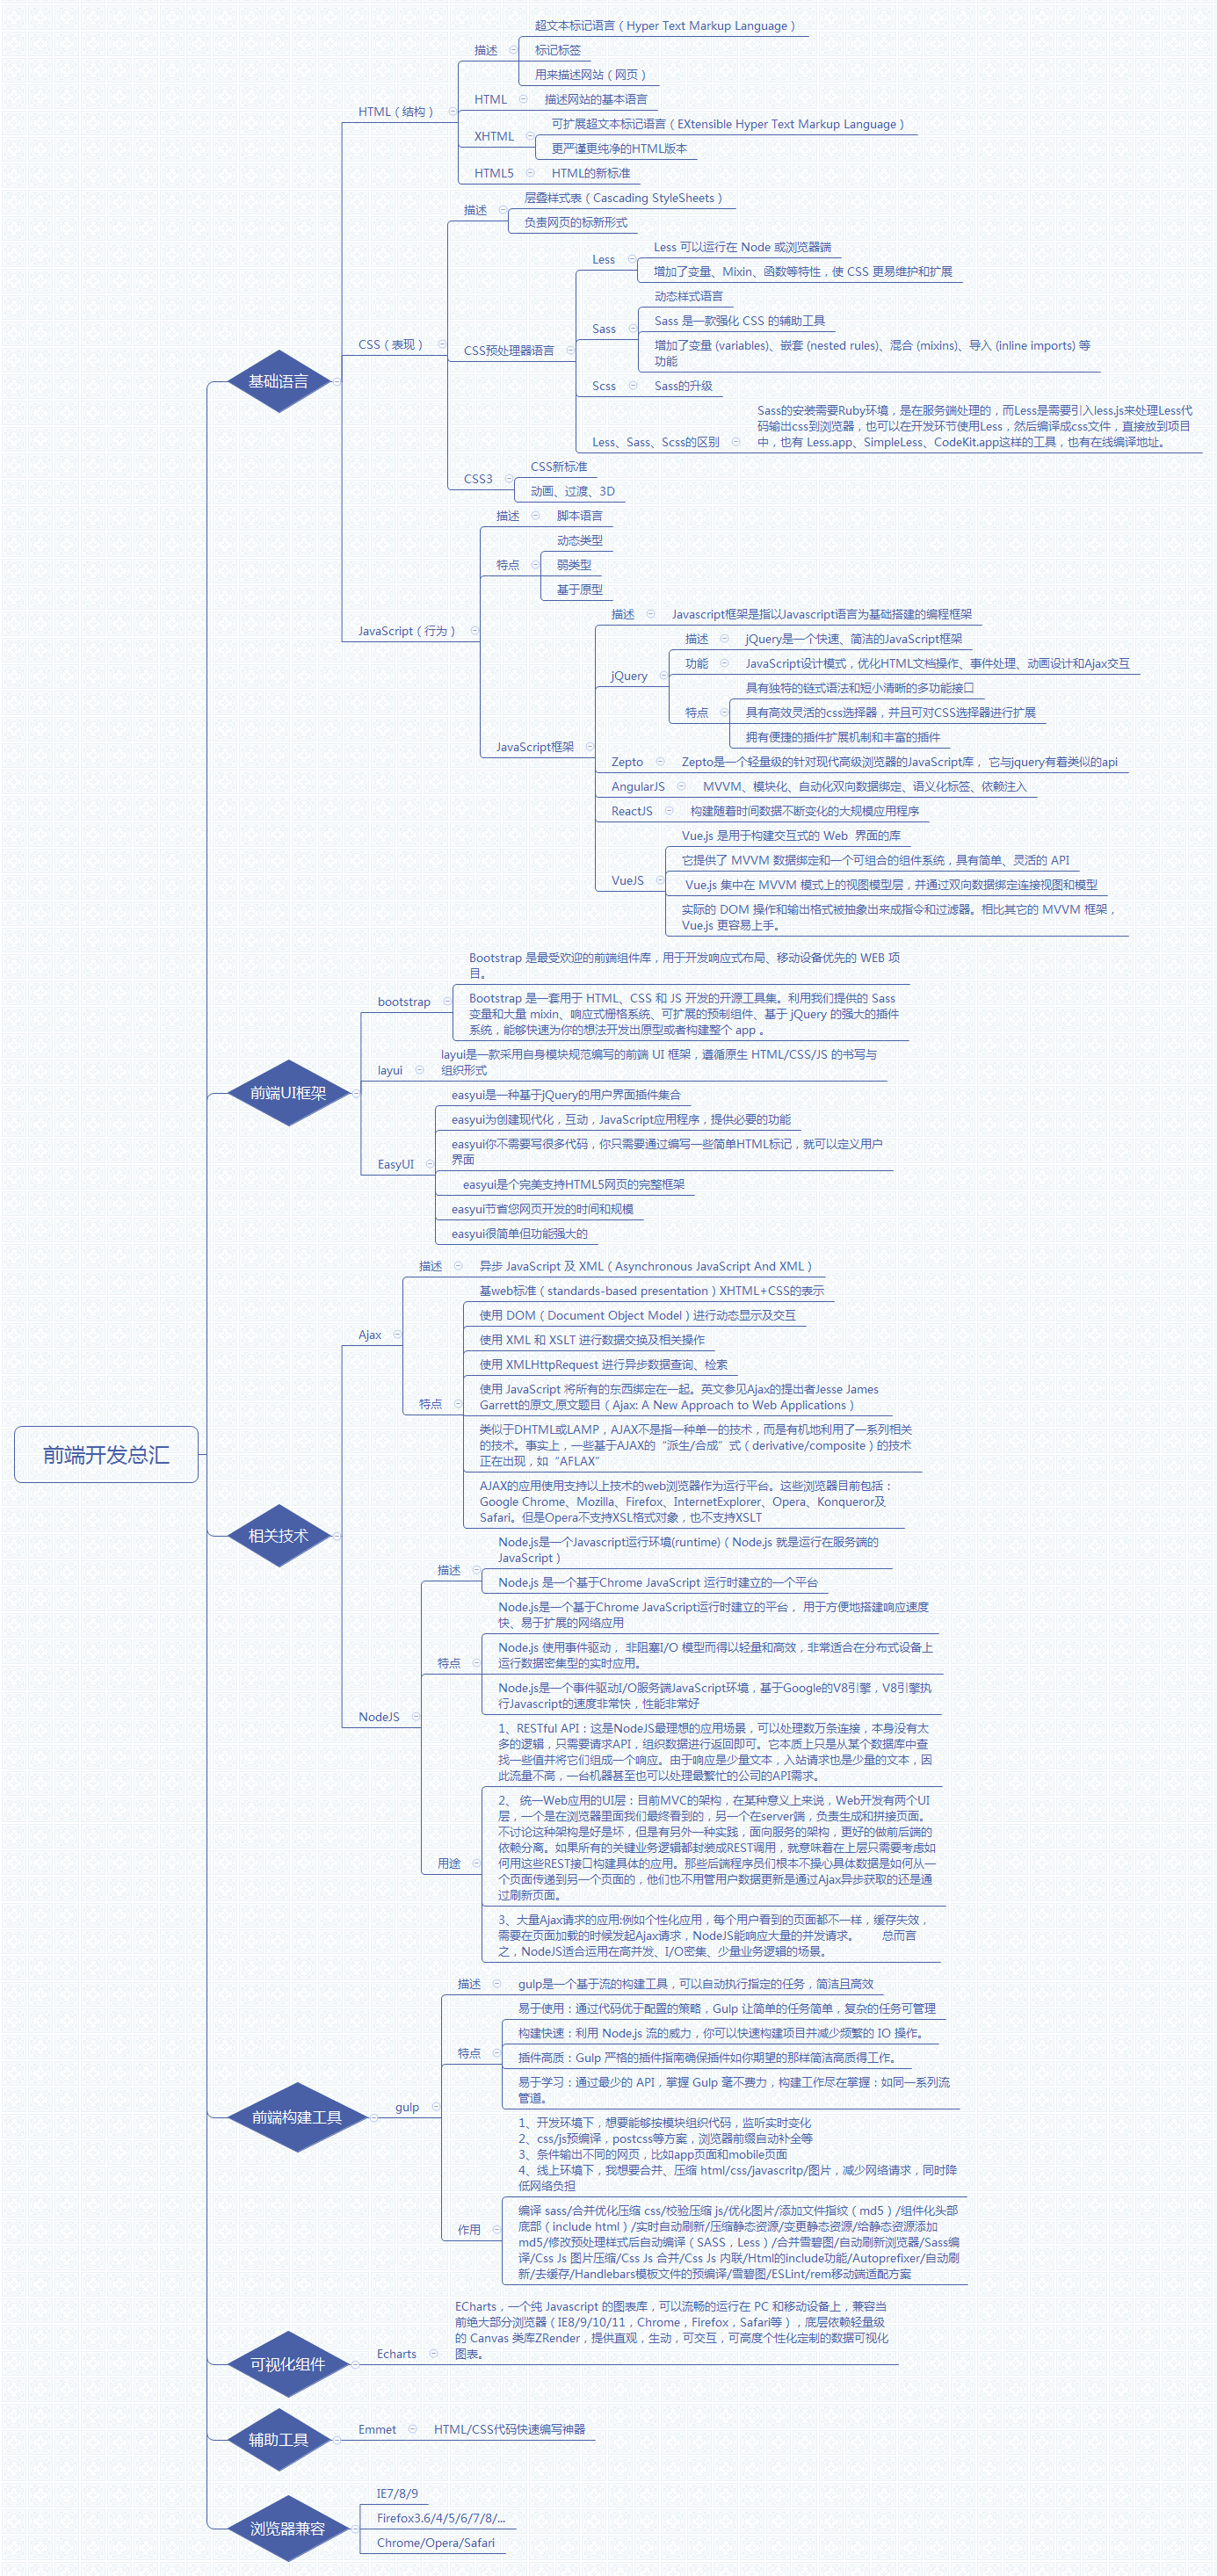 前端开发总汇
基础语言
HTML（结构）
描述
超文本标记语言（Hyper Text Markup Language）
标记标签
用来描述网站（网页）
HTML
描述网站的基本语言
XHTML
可扩展超文本标记语言（EXtensible Hyper Text Markup Language）
更严谨更纯净的HTML版本
HTML5
HTML的新标准
CSS（表现）
描述
层叠样式表（Cascading StyleSheets）
负责网页的标新形式
CSS预处理器语言
Less
Less 可以运行在 Node 或浏览器端
增加了变量、Mixin、函数等特性，使 CSS 更易维护和扩展
Sass
动态样式语言
Sass 是一款强化 CSS 的辅助工具
增加了变量 (variables)、嵌套 (nested rules)、混合 (mixins)、导入 (inline imports) 等
功能
Scss
Sass的升级
Less、Sass、Scss的区别
Sass的安装需要Ruby环境，是在服务端处理的，而Less是需要引入less.js来处理Less代
码输出css到浏览器，也可以在开发环节使用Less，然后编译成css文件，直接放到项目
中，也有 Less.app、SimpleLess、CodeKit.app这样的工具，也有在线编译地址。
CSS3
CSS新标准
动画、过渡、3D
JavaScript（行为）
描述
脚本语言
特点
动态类型
弱类型
基于原型
JavaScript框架
描述
Javascript框架是指以Javascript语言为基础搭建的编程框架
jQuery
描述
jQuery是一个快速、简洁的JavaScript框架
功能
JavaScript设计模式，优化HTML文档操作、事件处理、动画设计和Ajax交互
特点
具有独特的链式语法和短小清晰的多功能接口
具有高效灵活的css选择器，并且可对CSS选择器进行扩展
拥有便捷的插件扩展机制和丰富的插件
Zepto
Zepto是一个轻量级的针对现代高级浏览器的JavaScript库， 它与jquery有着类似的api
AngularJS
MVVM、模块化、自动化双向数据绑定、语义化标签、依赖注入
ReactJS
构建随着时间数据不断变化的大规模应用程序
VueJS
Vue.js 是用于构建交互式的 Web  界面的库
它提供了 MVVM 数据绑定和一个可组合的组件系统，具有简单、灵活的 API
Vue.js 集中在 MVVM 模式上的视图模型层，并通过双向数据绑定连接视图和模型
实际的 DOM 操作和输出格式被抽象出来成指令和过滤器。相比其它的 MVVM 框架，
Vue.js 更容易上手。
前端UI框架
bootstrap
Bootstrap 是最受欢迎的前端组件库，用于开发响应式布局、移动设备优先的 WEB 项
目。
Bootstrap 是一套用于 HTML、CSS 和 JS 开发的开源工具集。利用我们提供的 Sass
变量和大量 mixin、响应式栅格系统、可扩展的预制组件、基于 jQuery 的强大的插件
系统，能够快速为你的想法开发出原型或者构建整个 app 。
layui
layui是一款采用自身模块规范编写的前端 UI 框架，遵循原生 HTML/CSS/JS 的书写与
组织形式
EasyUI
easyui是一种基于jQuery的用户界面插件集合
easyui为创建现代化，互动，JavaScript应用程序，提供必要的功能
easyui你不需要写很多代码，你只需要通过编写一些简单HTML标记，就可以定义用户
界面
easyui是个完美支持HTML5网页的完整框架
easyui节省您网页开发的时间和规模
easyui很简单但功能强大的
相关技术
Ajax
描述
异步 JavaScript 及 XML（Asynchronous JavaScript And XML）
特点
基web标准（standards-based presentation）XHTML+CSS的表示
使用 DOM（Document Object Model）进行动态显示及交互
使用 XML 和 XSLT 进行数据交换及相关操作
使用 XMLHttpRequest 进行异步数据查询、检索
使用 JavaScript 将所有的东西绑定在一起。英文参见Ajax的提出者Jesse James
Garrett的原文,原文题目（Ajax: A New Approach to Web Applications）
类似于DHTML或LAMP，AJAX不是指一种单一的技术，而是有机地利用了一系列相关
的技术。事实上，一些基于AJAX的“派生/合成”式（derivative/composite）的技术
正在出现，如“AFLAX”
AJAX的应用使用支持以上技术的web浏览器作为运行平台。这些浏览器目前包括：
Google Chrome、Mozilla、Firefox、InternetExplorer、Opera、Konqueror及
Safari。但是Opera不支持XSL格式对象，也不支持XSLT
NodeJS
描述
Node.js是一个Javascript运行环境(runtime)（Node.js 就是运行在服务端的
JavaScript）
Node.js 是一个基于Chrome JavaScript 运行时建立的一个平台
特点
Node.js是一个基于Chrome JavaScript运行时建立的平台， 用于方便地搭建响应速度
快、易于扩展的网络应用
Node.js 使用事件驱动， 非阻塞I/O 模型而得以轻量和高效，非常适合在分布式设备上
运行数据密集型的实时应用。
Node.js是一个事件驱动I/O服务端JavaScript环境，基于Google的V8引擎，V8引擎执
行Javascript的速度非常快，性能非常好
用途
1、RESTful API：这是NodeJS最理想的应用场景，可以处理数万条连接，本身没有太
多的逻辑，只需要请求API，组织数据进行返回即可。它本质上只是从某个数据库中查
找一些值并将它们组成一个响应。由于响应是少量文本，入站请求也是少量的文本，因
此流量不高，一台机器甚至也可以处理最繁忙的公司的API需求。
2、 统一Web应用的UI层：目前MVC的架构，在某种意义上来说，Web开发有两个UI
层，一个是在浏览器里面我们最终看到的，另一个在server端，负责生成和拼接页面。
不讨论这种架构是好是坏，但是有另外一种实践，面向服务的架构，更好的做前后端的
依赖分离。如果所有的关键业务逻辑都封装成REST调用，就意味着在上层只需要考虑如
何用这些REST接口构建具体的应用。那些后端程序员们根本不操心具体数据是如何从一
个页面传递到另一个页面的，他们也不用管用户数据更新是通过Ajax异步获取的还是通
过刷新页面。
3、大量Ajax请求的应用:例如个性化应用，每个用户看到的页面都不一样，缓存失效，
需要在页面加载的时候发起Ajax请求，NodeJS能响应大量的并发请求。　　总而言
之，NodeJS适合运用在高并发、I/O密集、少量业务逻辑的场景。
前端构建工具
gulp
描述
gulp是一个基于流的构建工具，可以自动执行指定的任务，简洁且高效
特点
易于使用：通过代码优于配置的策略，Gulp 让简单的任务简单，复杂的任务可管理
构建快速：利用 Node.js 流的威力，你可以快速构建项目并减少频繁的 IO 操作。
插件高质：Gulp 严格的插件指南确保插件如你期望的那样简洁高质得工作。
易于学习：通过最少的 API，掌握 Gulp 毫不费力，构建工作尽在掌握：如同一系列流
管道。
作用
1、开发环境下，想要能够按模块组织代码，监听实时变化
2、css/js预编译，postcss等方案，浏览器前缀自动补全等
3、条件输出不同的网页，比如app页面和mobile页面
4、线上环境下，我想要合并、压缩 html/css/javascritp/图片，减少网络请求，同时降
低网络负担
编译 sass/合并优化压缩 css/校验压缩 js/优化图片/添加文件指纹（md5）/组件化头部
底部（include html）/实时自动刷新/压缩静态资源/变更静态资源/给静态资源添加
md5/修改预处理样式后自动编译（SASS，Less）/合并雪碧图/自动刷新浏览器/Sass编
译/Css Js 图片压缩/Css Js 合并/Css Js 内联/Html的include功能/Autoprefixer/自动刷
新/去缓存/Handlebars模板文件的预编译/雪碧图/ESLint/rem移动端适配方案
可视化组件
Echarts
ECharts，一个纯 Javascript 的图表库，可以流畅的运行在 PC 和移动设备上，兼容当
前绝大部分浏览器（IE8/9/10/11，Chrome，Firefox，Safari等），底层依赖轻量级
的 Canvas 类库ZRender，提供直观，生动，可交互，可高度个性化定制的数据可视化
图表。
辅助工具
Emmet
HTML/CSS代码快速编写神器
浏览器兼容
IE7/8/9
Firefox3.6/4/5/6/7/8/...
Chrome/Opera/Safari